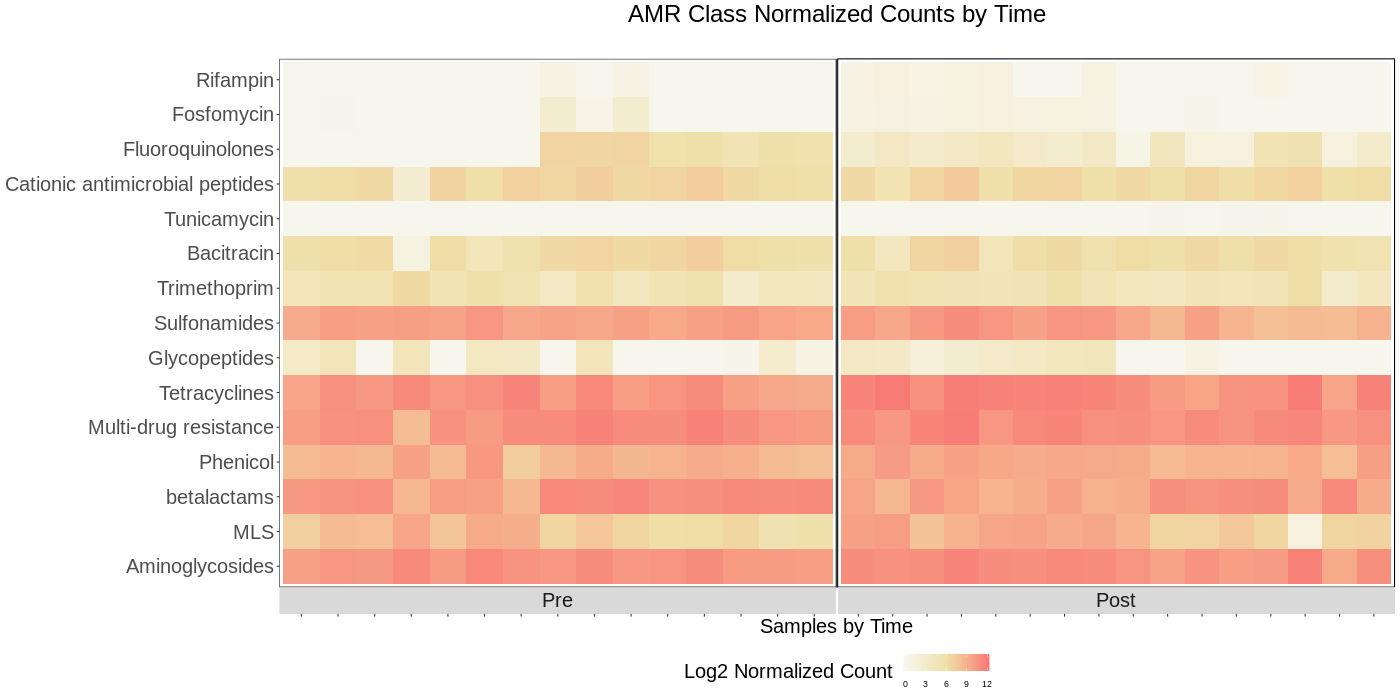 AMR Class Normalized Counts by Time
Rifampin
Fosfomycin
Fluoroquinolones
Cationic antimicrobial peptides
Tunicamycin
Bacitracin
Trimethoprim
Sulfonamides
Glycopeptides
Tetracyclines
Multi-drug resistance
Phenicol
betalactams
MLS
Aminoglycosides
Pre Post
Samples by Time
Log2 Normalized Count
0 3 6 9 12